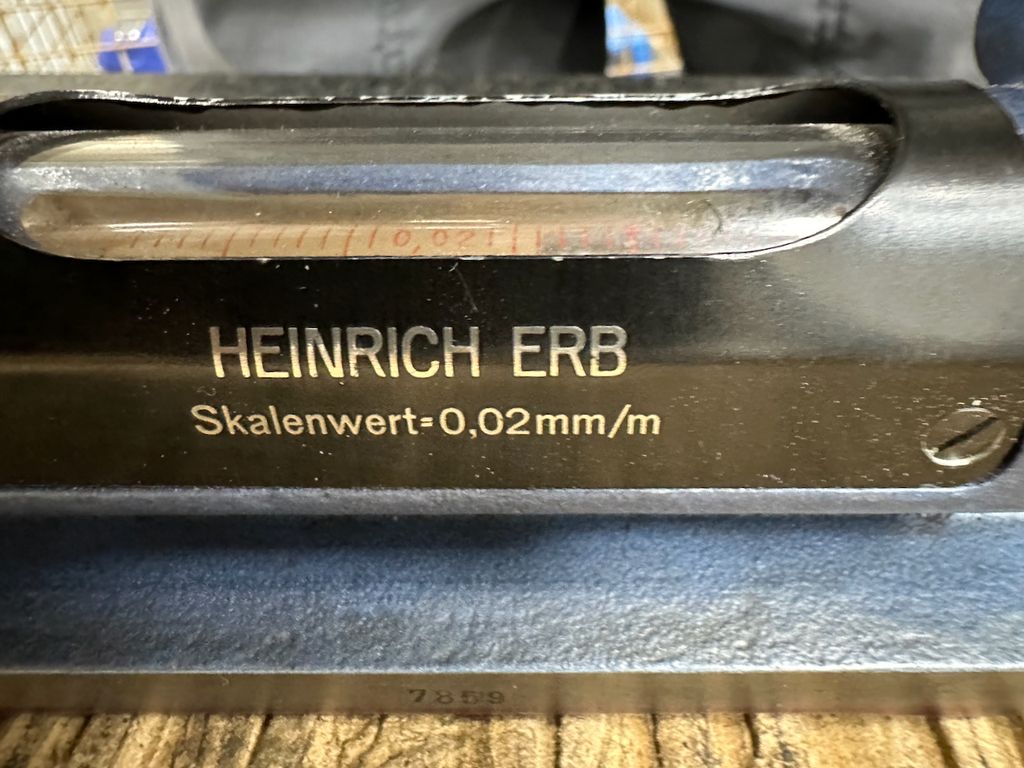 0,02
HEINRICH ERB
Skalenwert=0,02mm/m
7859